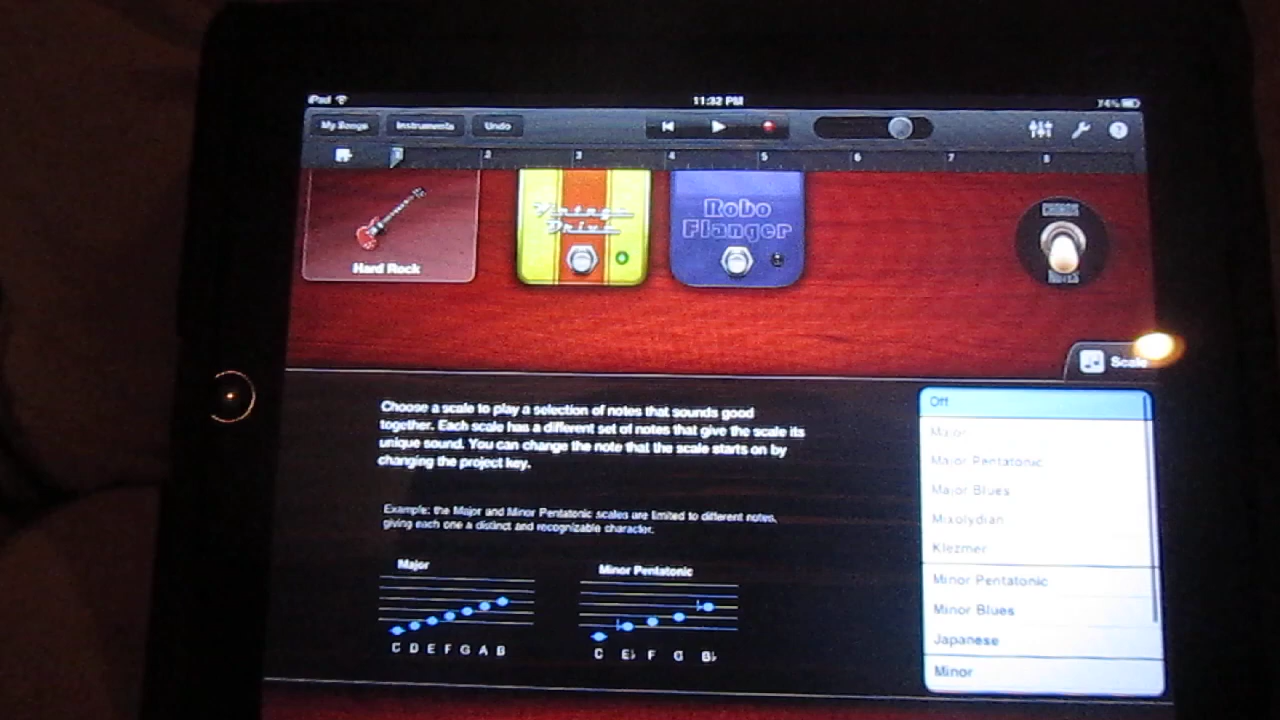 iPad 11:32 PM 74%
My Songs Instruments Undo ?
1 2 3 4 5 6 7 8
Vintage Drive
Robo Flanger
Hard Rock
CHORDS
NOTES
Scale
Choose a scale to play a selection of notes that sounds good
together. Each scale has a different set of notes that give the scale its
unique sound. You can change the note that the scale starts on by
changing the project key.
Example: the Major and Minor Pentatonic scales are limited to different notes,
giving each one a distinct and recognizable character.
Major
C D E F G A B
Minor Pentatonic
C E♭ F G B♭
Off
Major
Major Pentatonic
Major Blues
Mixolydian
Klezmer
Minor Pentatonic
Minor Blues
Japanese
Minor